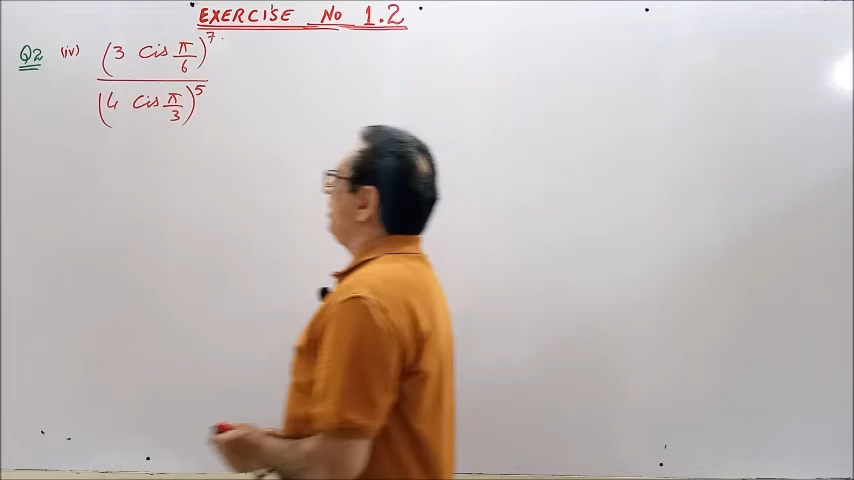 EXERCISE No 1.2
Q2 (iv) (3 Cis π/6)^7
(4 Cis π/3)^5